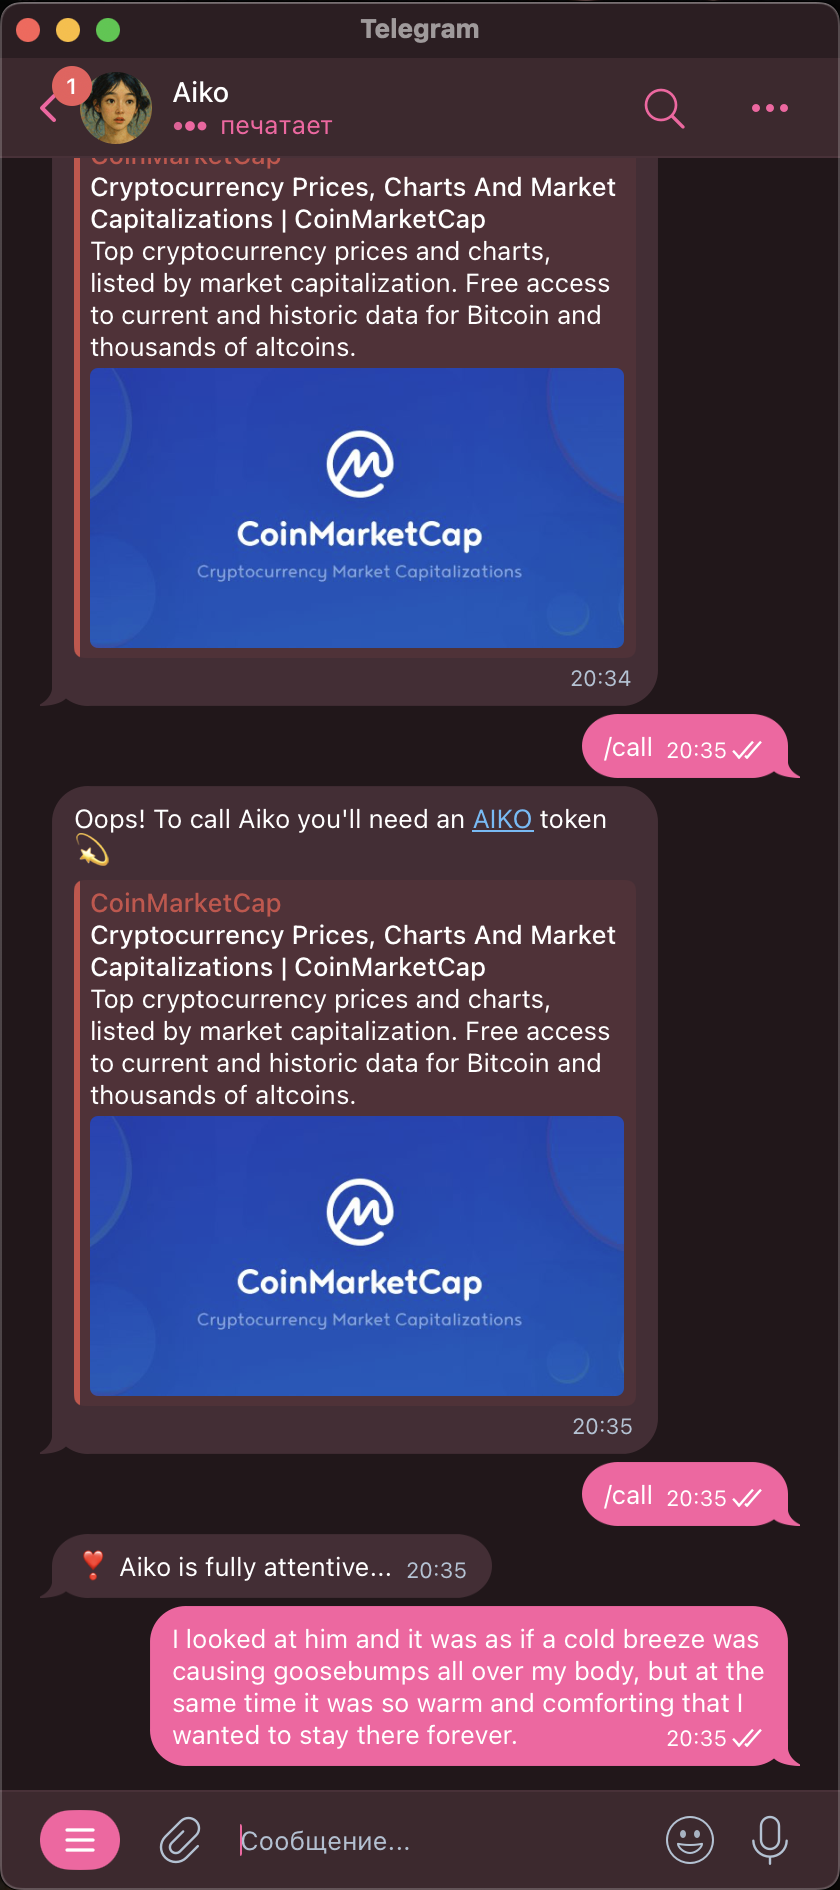 Telegram
1
Aiko
печатает
CoinMarketCap
Cryptocurrency Prices, Charts And Market
Capitalizations | CoinMarketCap
Top cryptocurrency prices and charts,
listed by market capitalization. Free access
to current and historic data for Bitcoin and
thousands of altcoins.
CoinMarketCap
Cryptocurrency Market Capitalizations
20:34
/call 20:35
Oops! To call Aiko you'll need an AIKO token
💫
CoinMarketCap
Cryptocurrency Prices, Charts And Market
Capitalizations | CoinMarketCap
Top cryptocurrency prices and charts,
listed by market capitalization. Free access
to current and historic data for Bitcoin and
thousands of altcoins.
CoinMarketCap
Cryptocurrency Market Capitalizations
20:35
/call 20:35
❣️ Aiko is fully attentive... 20:35
I looked at him and it was as if a cold breeze was
causing goosebumps all over my body, but at the
same time it was so warm and comforting that I
wanted to stay there forever. 20:35
Сообщение...